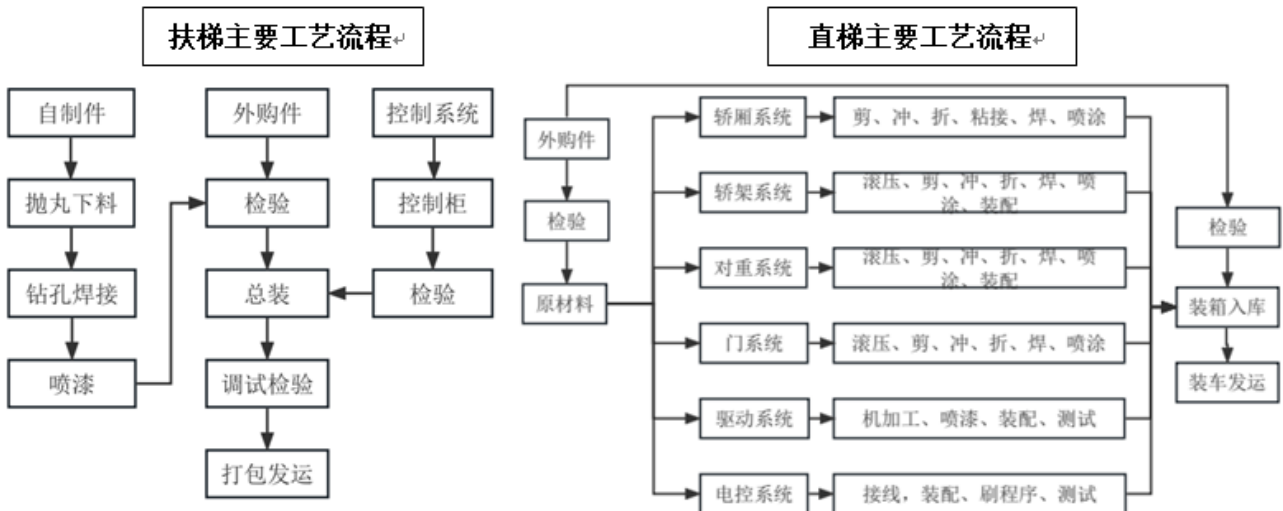 扶梯主要工艺流程
自制件
抛丸下料
钻孔焊接
喷漆
外购件
检验
总装
调试检验
打包发运
控制系统
控制柜
检验
直梯主要工艺流程
外购件
检验
原材料
轿厢系统
剪、冲、折、粘接、焊、喷涂
轿架系统
滚压、剪、冲、折、焊、喷
涂、装配
对重系统
滚压、剪、冲、折、焊、喷
涂、装配
门系统
滚压、剪、冲、折、焊、喷涂
驱动系统
机加工、喷漆、装配、测试
电控系统
接线，装配、刷程序、测试
检验
装箱入库
装车发运